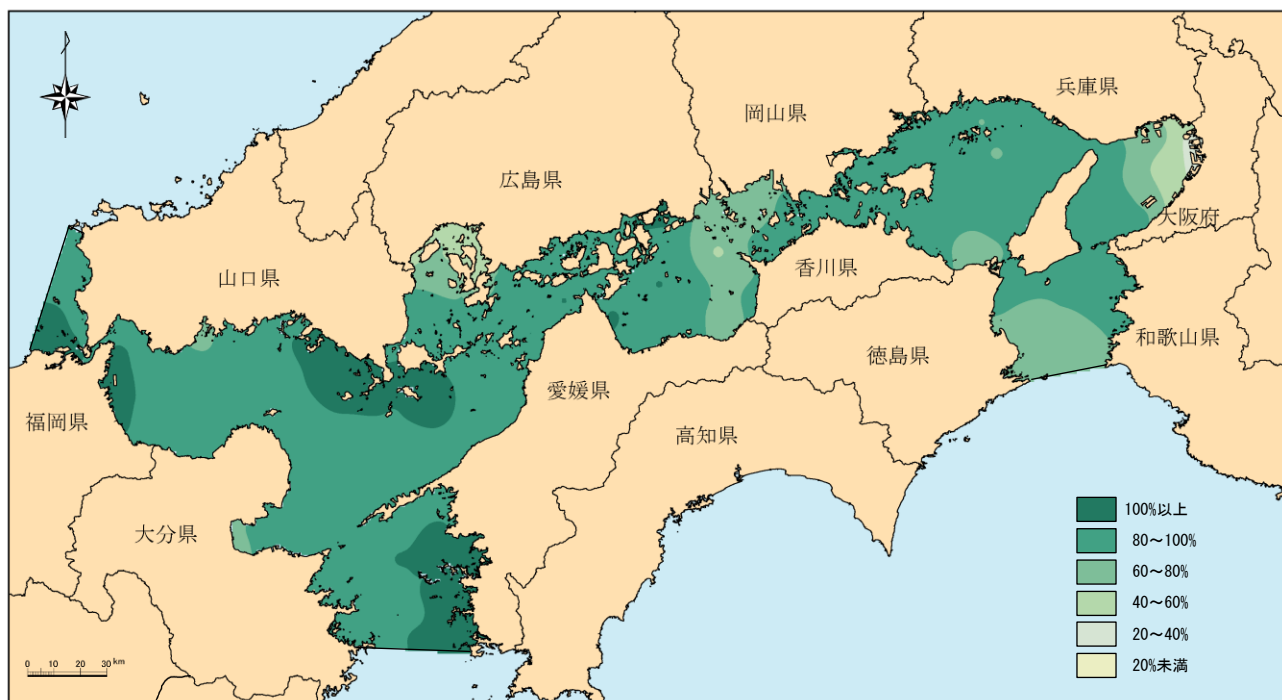 兵庫県
岡山県
広島県
大阪府
香川県
山口県
和歌山県
徳島県
愛媛県
福岡県
高知県
大分県
100%以上
80～100%
60～80%
40～60%
20～40%
20%未満
0 10 20 30 km